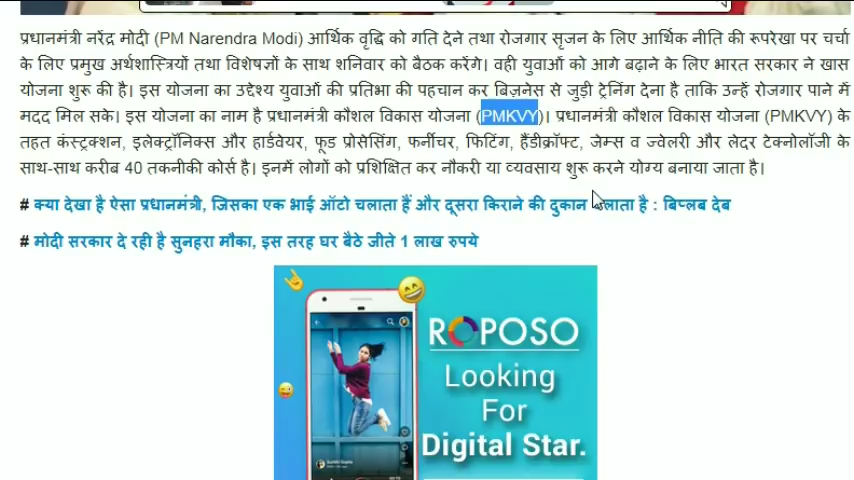 प्रधानमंत्री नरेंद्र मोदी (PM Narendra Modi) आर्थिक वृद्धि को गति देने तथा रोजगार सृजन के लिए आर्थिक नीति की रूपरेखा पर चर्चा
के लिए प्रमुख अर्थशास्त्रियों तथा विशेषज्ञों के साथ शनिवार को बैठक करेंगे। वही युवाओं को आगे बढ़ाने के लिए भारत सरकार ने खास
योजना शुरू की है। इस योजना का उद्देश्य युवाओं की प्रतिभा की पहचान कर बिज़नेस से जुड़ी ट्रेनिंग देना है ताकि उन्हें रोजगार पाने में
मदद मिल सके। इस योजना का नाम है प्रधानमंत्री कौशल विकास योजना (PMKVY)। प्रधानमंत्री कौशल विकास योजना (PMKVY) के
तहत कंस्ट्रक्शन, इलेक्ट्रॉनिक्स और हार्डवेयर, फूड प्रोसेसिंग, फर्नीचर, फिटिंग, हैंडीक्रॉफ्ट, जेम्स व ज्वेलरी और लेदर टेक्नोलॉजी के
साथ-साथ करीब 40 तकनीकी कोर्स है। इनमें लोगों को प्रशिक्षित कर नौकरी या व्यवसाय शुरू करने योग्य बनाया जाता है।
# क्या देखा है ऐसा प्रधानमंत्री, जिसका एक भाई ऑटो चलाता हैं और दूसरा किराने की दुकान चलाता है : बिप्लब देब
# मोदी सरकार दे रही है सुनहरा मौका, इस तरह घर बैठे जीते 1 लाख रुपये
ROPOSO
Looking
For
Digital Star.